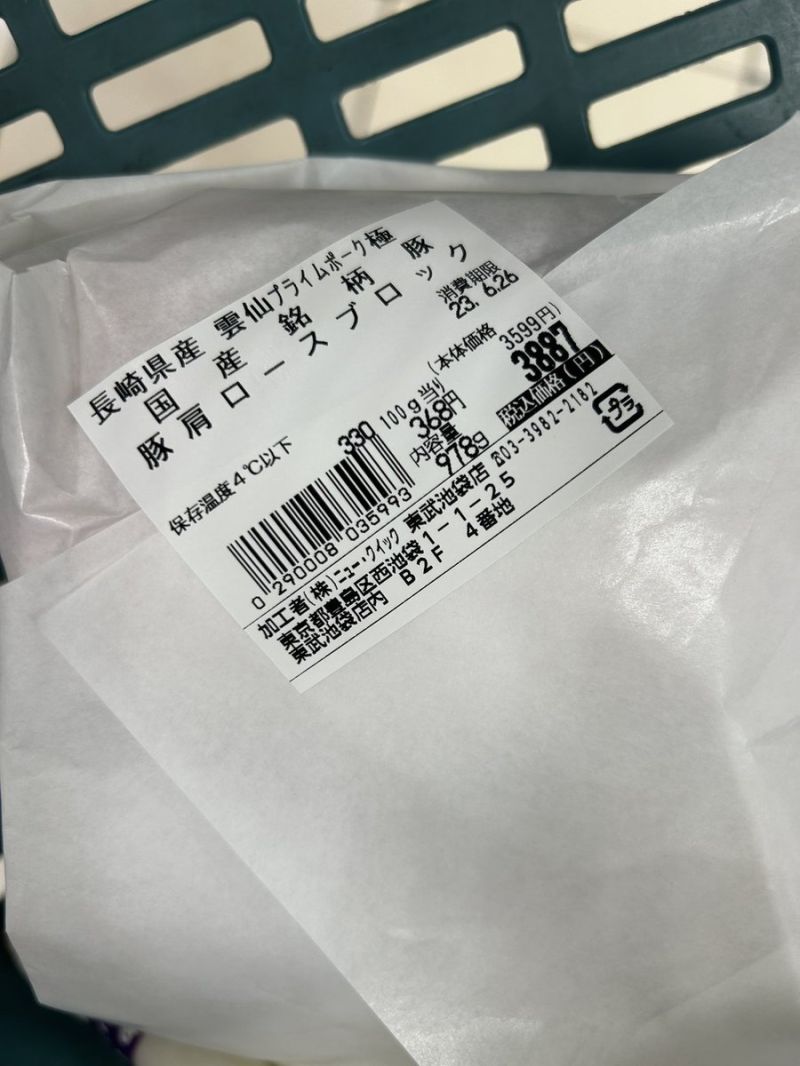 長崎県産 雲仙プライムポーク極
国産銘柄豚
豚肩ロースブロック
消費期限
23. 6.26
保存温度4℃以下
330
100g当り
368円
(本体価格 3599円)
3887
内容量
978g
税込価格(円)
0 290008 035993
プラ
加工者(株)ニュー・クイック 東武池袋店 ☎03-3982-2182
東京都豊島区西池袋1-1-25
東武池袋店内 B2F 4番地